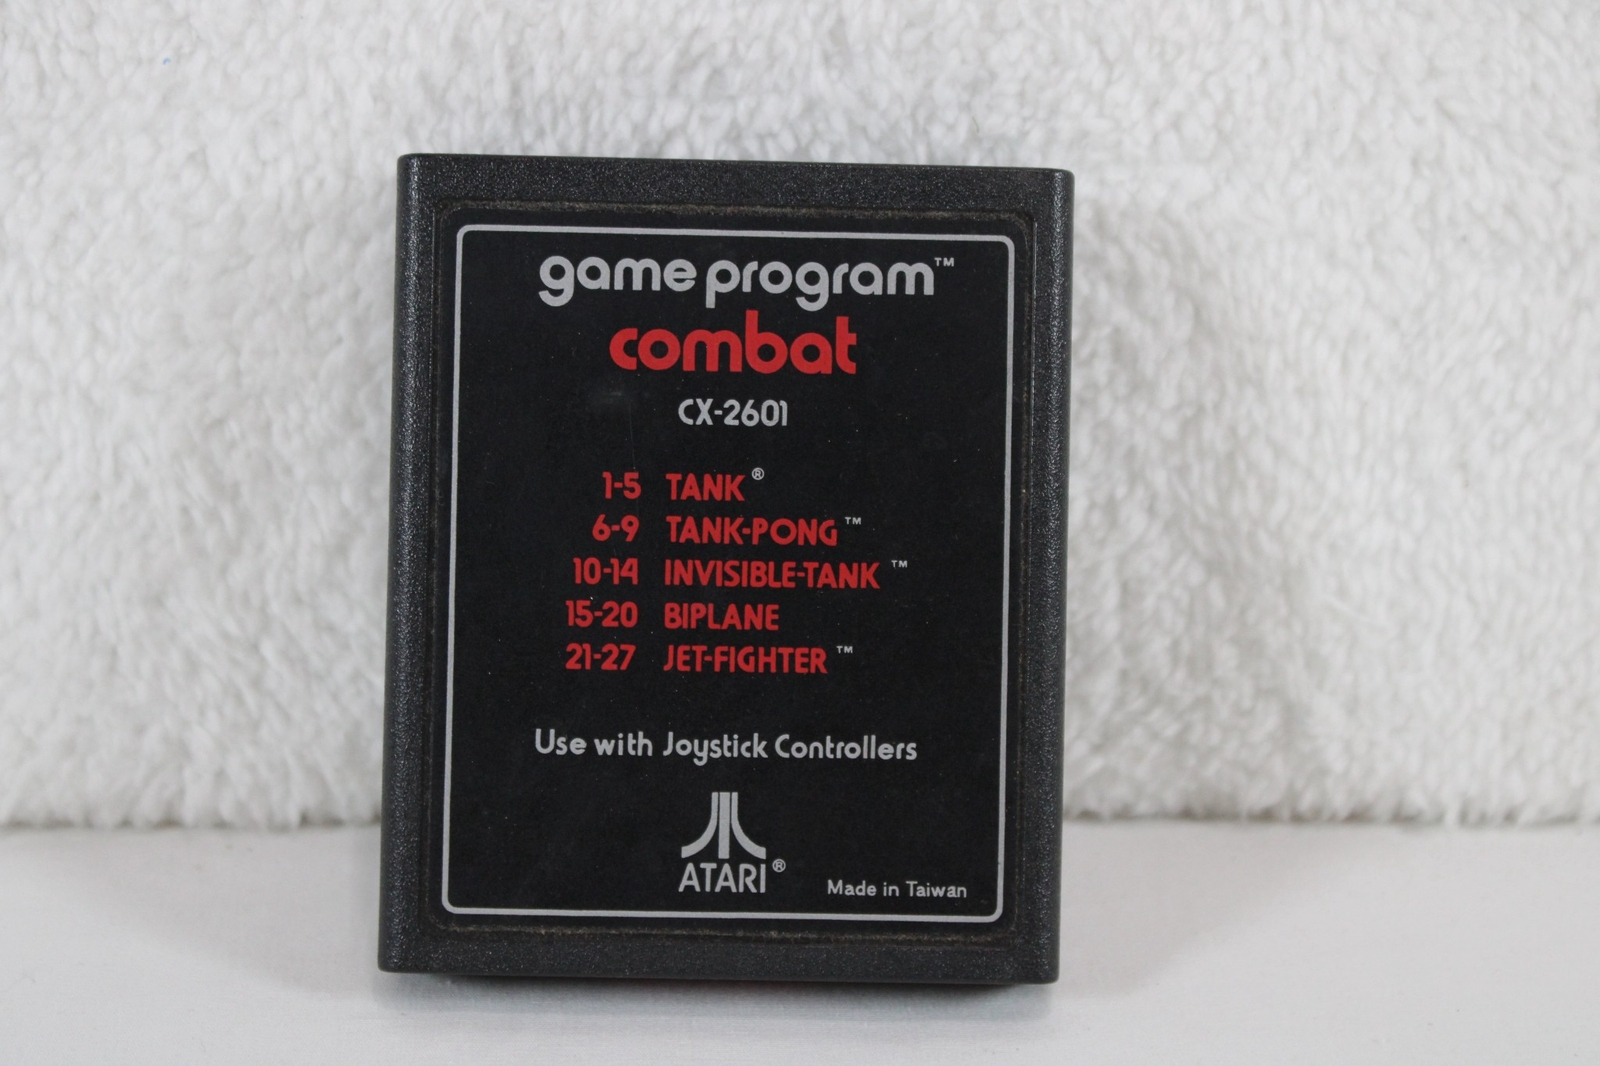 game program™
combat
CX-2601
1-5 TANK®
6-9 TANK-PONG™
10-14 INVISIBLE-TANK™
15-20 BIPLANE
21-27 JET-FIGHTER™
Use with Joystick Controllers
ATARI®
Made in Taiwan